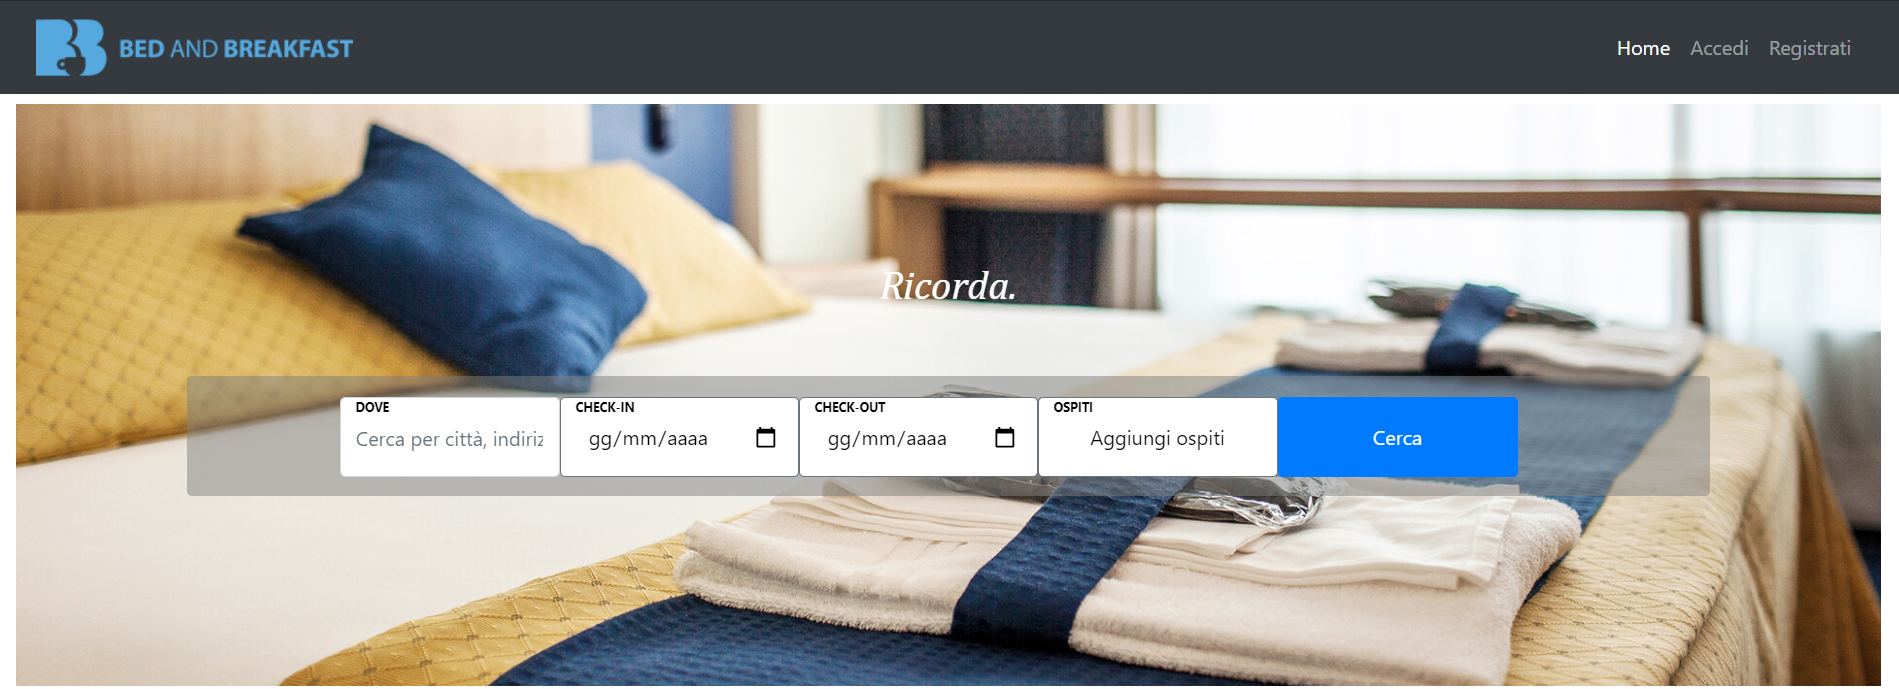 BED AND BREAKFAST
Home Accedi Registrati
Ricorda.
DOVE CHECK-IN CHECK-OUT OSPITI
Cerca per città, indiriz gg/mm/aaaa gg/mm/aaaa Aggiungi ospiti Cerca